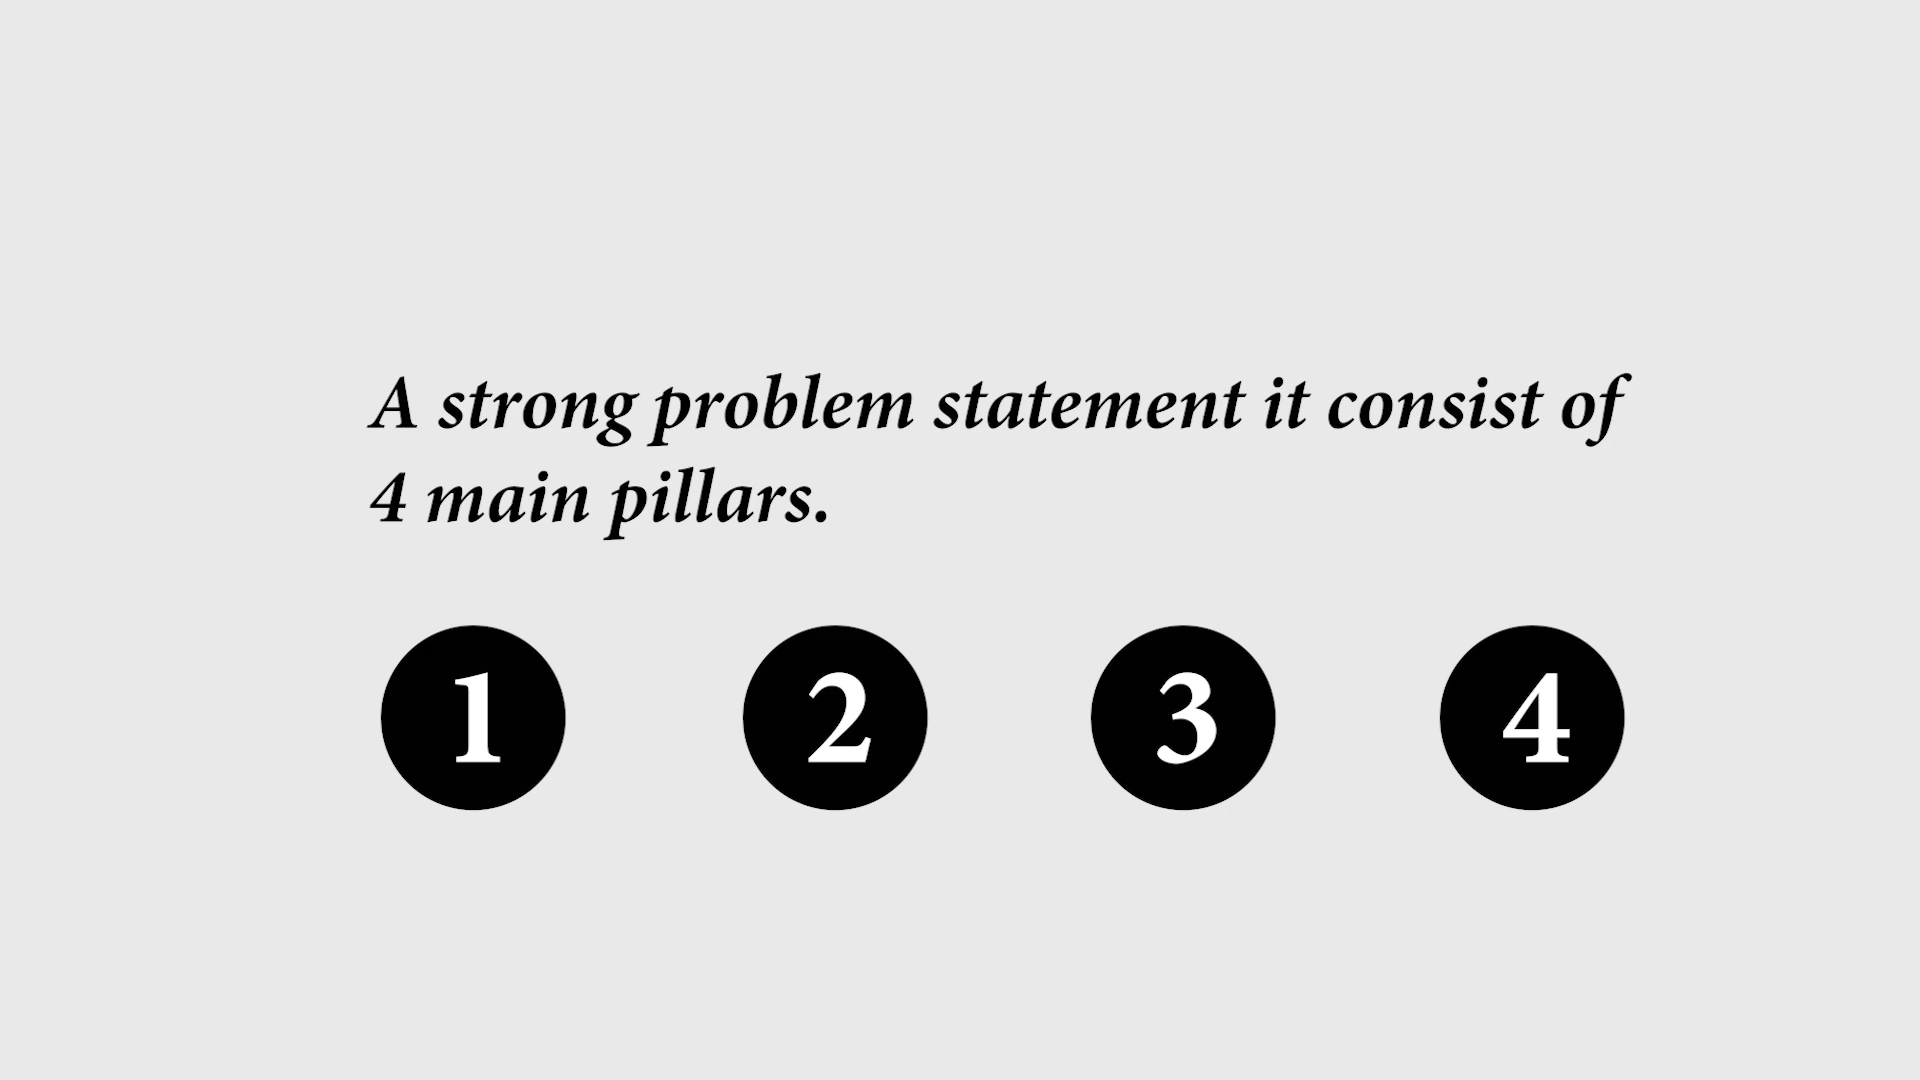 A strong problem statement it consist of
4 main pillars.
1 2 3 4